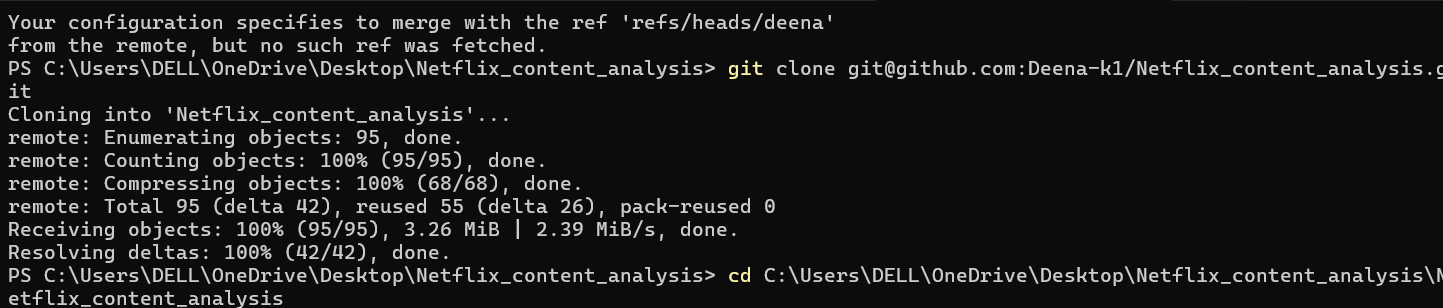 Your configuration specifies to merge with the ref 'refs/heads/deena'
from the remote, but no such ref was fetched.
PS C:\Users\DELL\OneDrive\Desktop\Netflix_content_analysis> git clone git@github.com:Deena-k1/Netflix_content_analysis.g
it
Cloning into 'Netflix_content_analysis'...
remote: Enumerating objects: 95, done.
remote: Counting objects: 100% (95/95), done.
remote: Compressing objects: 100% (68/68), done.
remote: Total 95 (delta 42), reused 55 (delta 26), pack-reused 0
Receiving objects: 100% (95/95), 3.26 MiB | 2.39 MiB/s, done.
Resolving deltas: 100% (42/42), done.
PS C:\Users\DELL\OneDrive\Desktop\Netflix_content_analysis> cd C:\Users\DELL\OneDrive\Desktop\Netflix_content_analysis\N
etflix_content_analysis